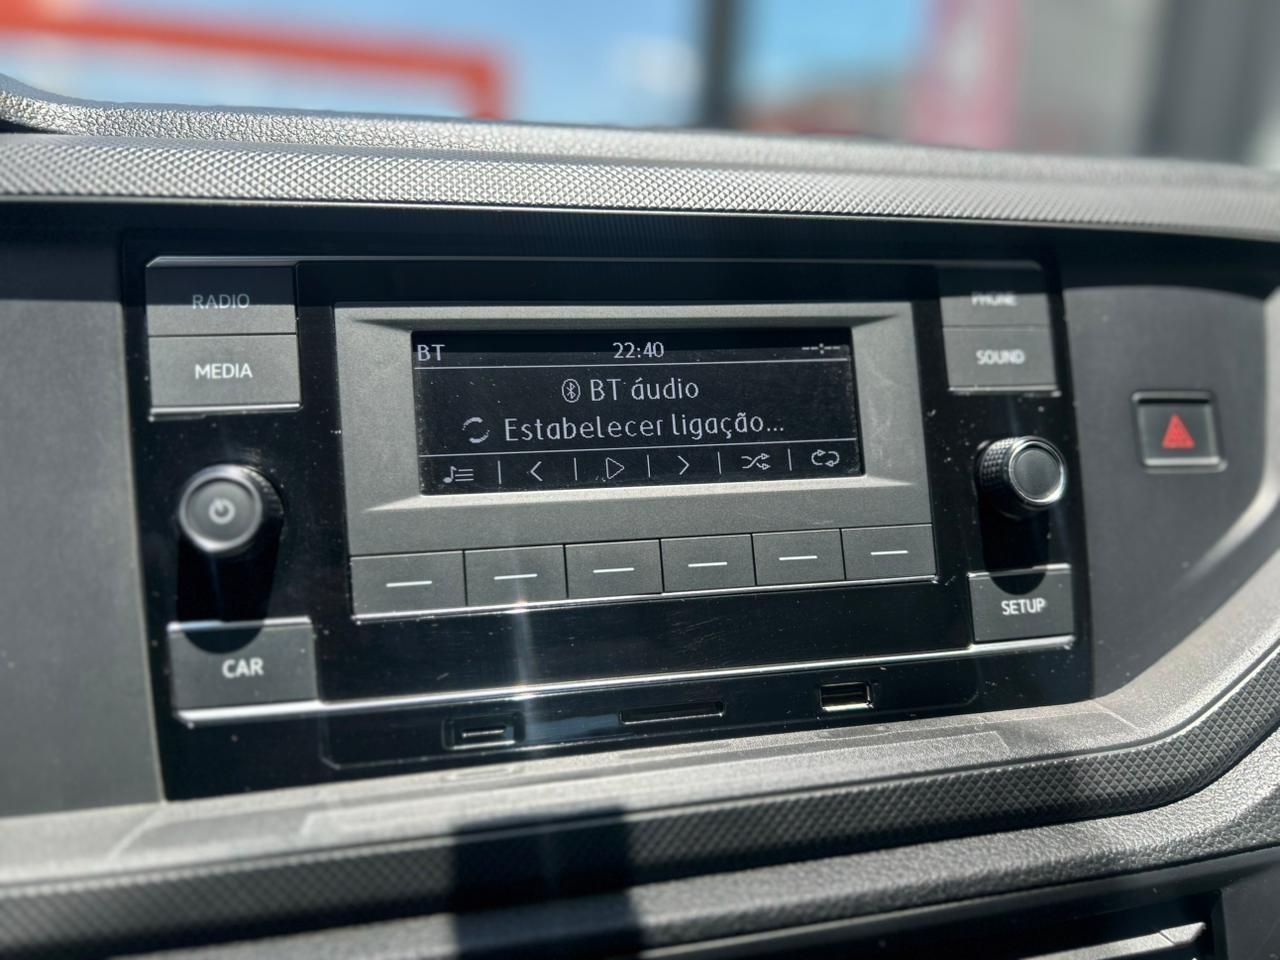 RADIO
MEDIA
BT 22:40 --:--
BT áudio
Estabelecer ligação...
PHONE
SOUND
SETUP
CAR